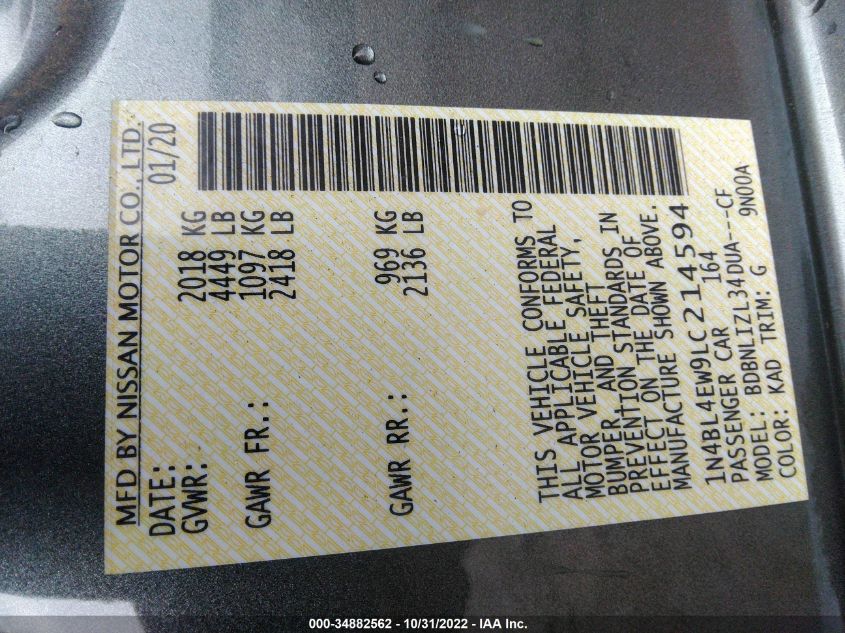 MFD BY NISSAN MOTOR CO., LTD.
DATE: 01/20
GVWR: 2018 KG
4449 LB
GAWR FR.: 1097 KG
2418 LB
GAWR RR.: 969 KG
2136 LB
THIS VEHICLE CONFORMS TO
ALL APPLICABLE FEDERAL
MOTOR VEHICLE SAFETY,
BUMPER, AND THEFT
PREVENTION STANDARDS IN
EFFECT ON THE DATE OF
MANUFACTURE SHOWN ABOVE.
1N4BL4EW9LC214594
PASSENGER CAR 164
MODEL: BDBNLIZL34DUA---CF
COLOR: KAD TRIM: G 9N00A
000-34882562 - 10/31/2022 - IAA Inc.